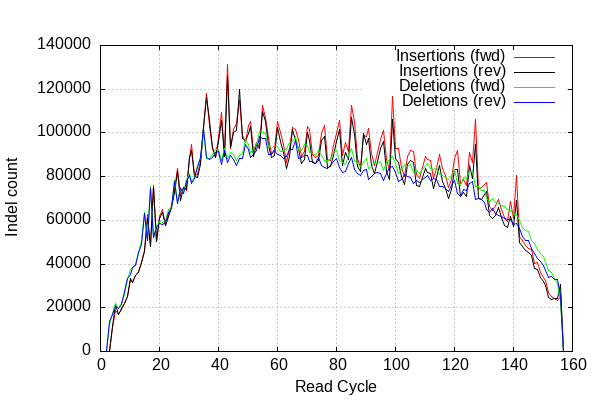 Insertions (fwd)
Insertions (rev)
Deletions (fwd)
Deletions (rev)
140000
120000
100000
80000
60000
40000
20000
0
Indel count
0 20 40 60 80 100 120 140 160
Read Cycle